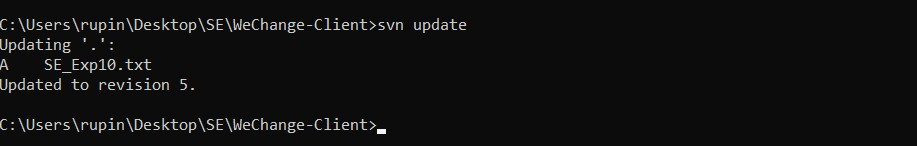 C:\Users\rupin\Desktop\SE\WeChange-Client>svn update
Updating '.':
A    SE_Exp10.txt
Updated to revision 5.
C:\Users\rupin\Desktop\SE\WeChange-Client>